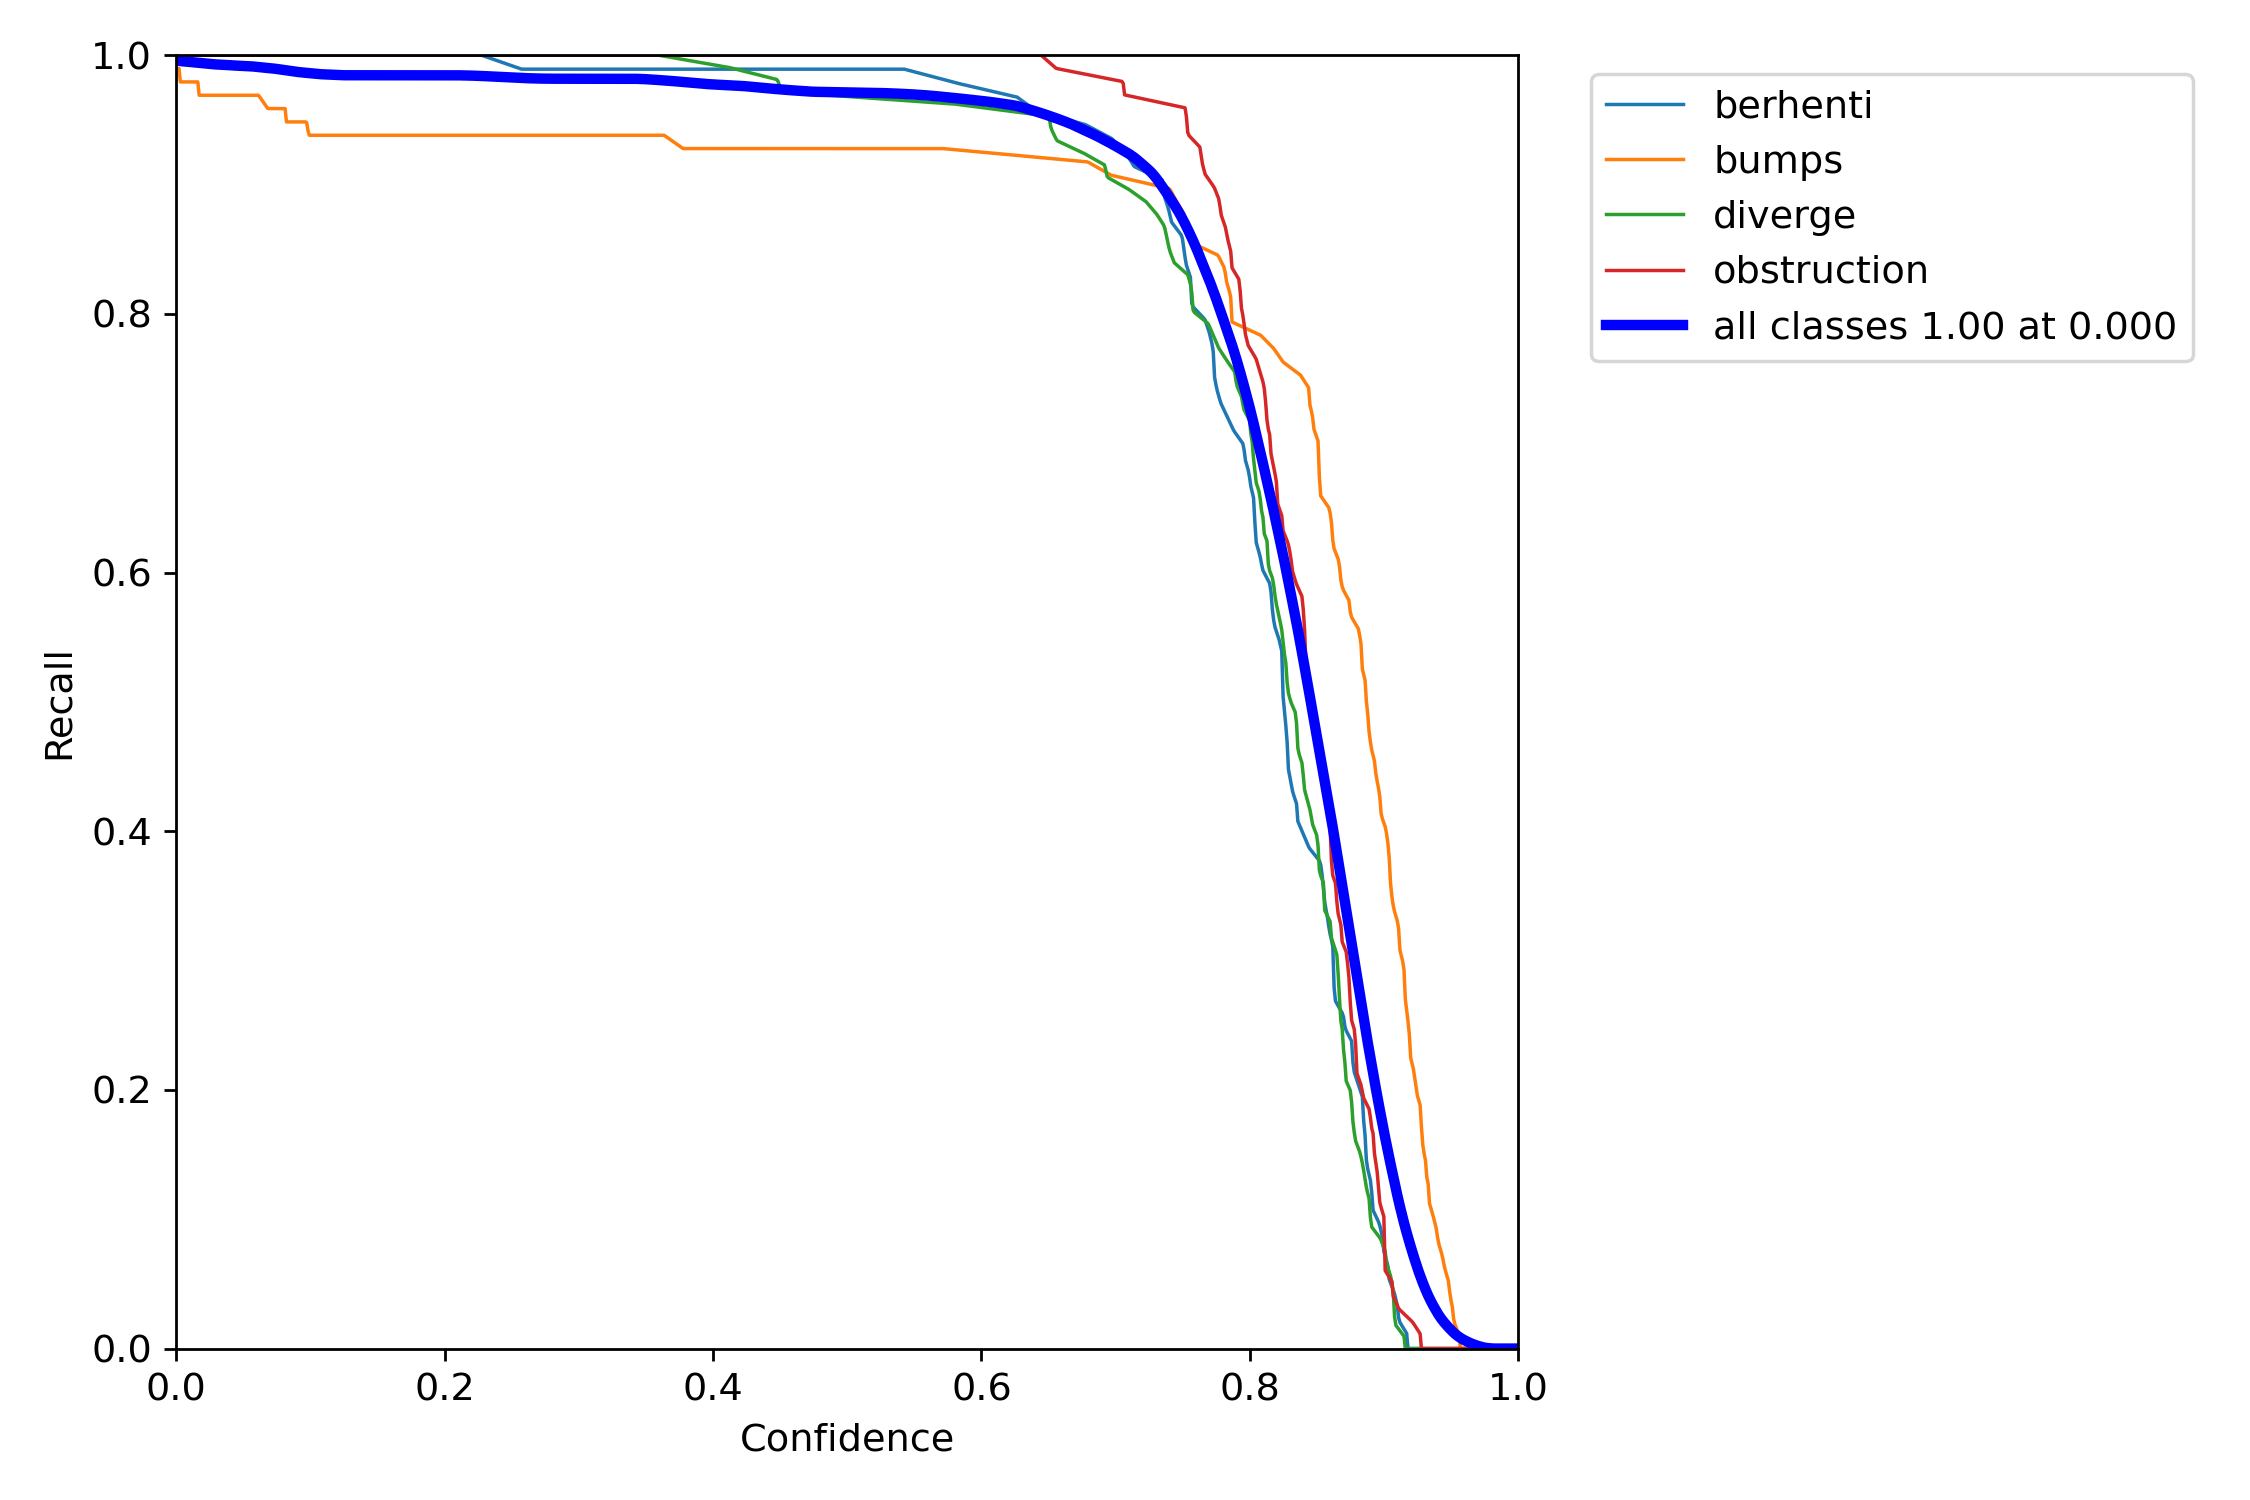 1.0
0.8
0.6
0.4
0.2
0.0
Recall
0.0 0.2 0.4 0.6 0.8 1.0
Confidence
berhenti
bumps
diverge
obstruction
all classes 1.00 at 0.000